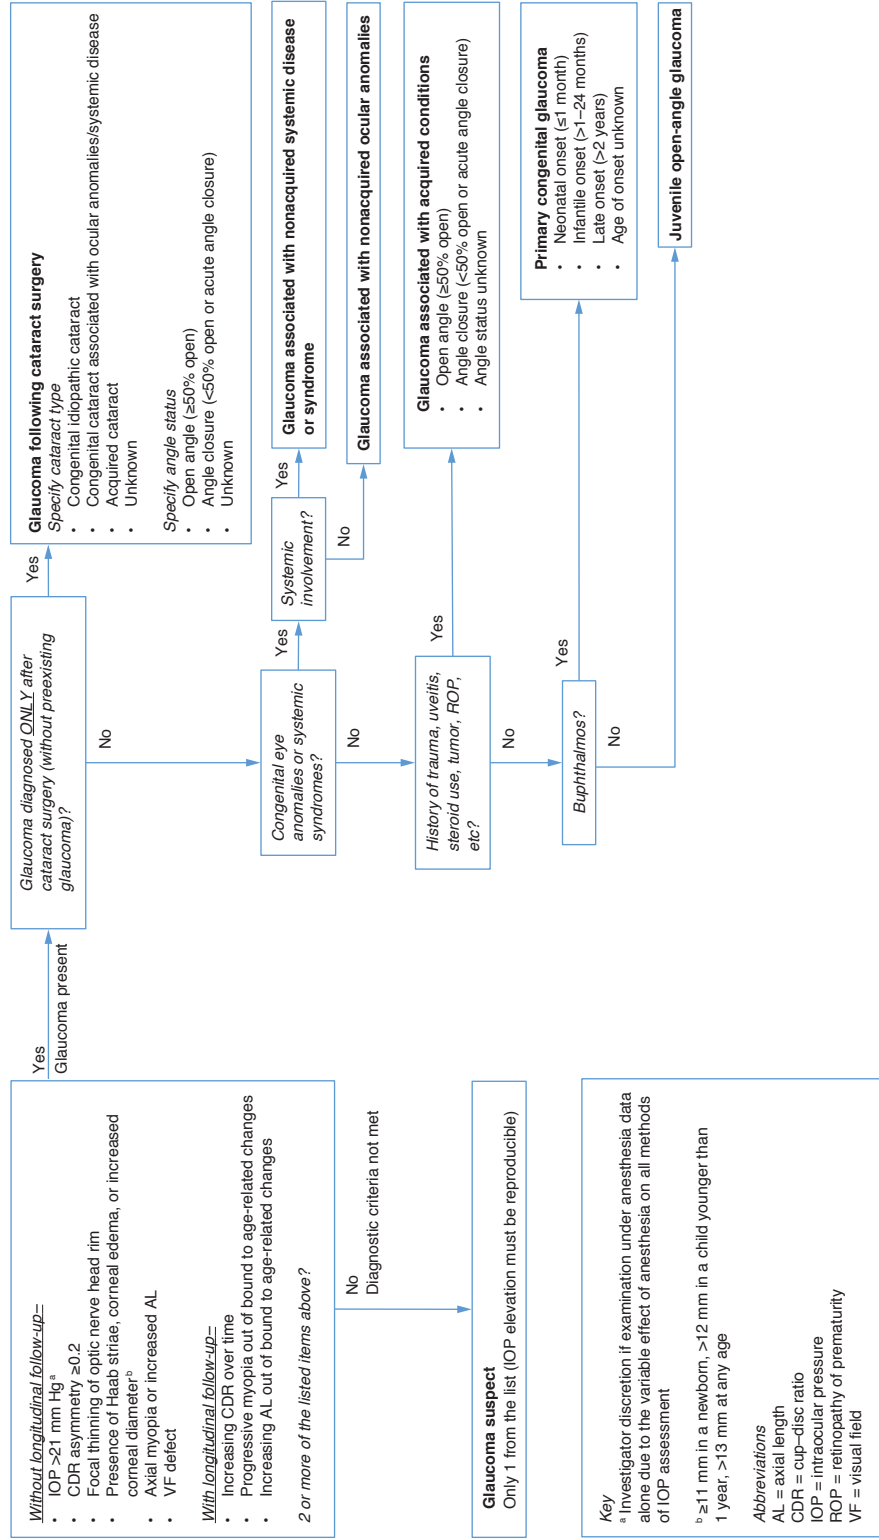 Without longitudinal follow-up–
• IOP >21 mm Hgᵃ
• CDR asymmetry ≥0.2
• Focal thinning of optic nerve head rim
• Presence of Haab striae, corneal edema, or increased
corneal diameterᵇ
• Axial myopia or increased AL
• VF defect
With longitudinal follow-up–
• Increasing CDR over time
• Progressive myopia out of bound to age-related changes
• Increasing AL out of bound to age-related changes
2 or more of the listed items above?
Yes
Glaucoma present
No
Diagnostic criteria not met
Glaucoma suspect
Only 1 from the list (IOP elevation must be reproducible)
Glaucoma diagnosed ONLY after
cataract surgery (without preexisting
glaucoma)?
Yes
Glaucoma following cataract surgery
Specify cataract type
• Congenital idiopathic cataract
• Congenital cataract associated with ocular anomalies/systemic disease
• Acquired cataract
• Unknown
Specify angle status
• Open angle (≥50% open)
• Angle closure (<50% open or acute angle closure)
• Unknown
No
Congenital eye
anomalies or systemic
syndromes?
Yes
Systemic
involvement?
Yes
Glaucoma associated with nonacquired systemic disease
or syndrome
No
Glaucoma associated with nonacquired ocular anomalies
No
History of trauma, uveitis,
steroid use, tumor, ROP,
etc?
Yes
Glaucoma associated with acquired conditions
• Open angle (≥50% open)
• Angle closure (<50% open or acute angle closure)
• Angle status unknown
No
Buphthalmos?
Yes
Primary congenital glaucoma
• Neonatal onset (≤1 month)
• Infantile onset (>1–24 months)
• Late onset (>2 years)
• Age of onset unknown
No
Juvenile open-angle glaucoma
Key
ᵃ Investigator discretion if examination under anesthesia data
alone due to the variable effect of anesthesia on all methods
of IOP assessment
ᵇ ≥11 mm in a newborn, >12 mm in a child younger than
1 year, >13 mm at any age
Abbreviations
AL = axial length
CDR = cup–disc ratio
IOP = intraocular pressure
ROP = retinopathy of prematurity
VF = visual field